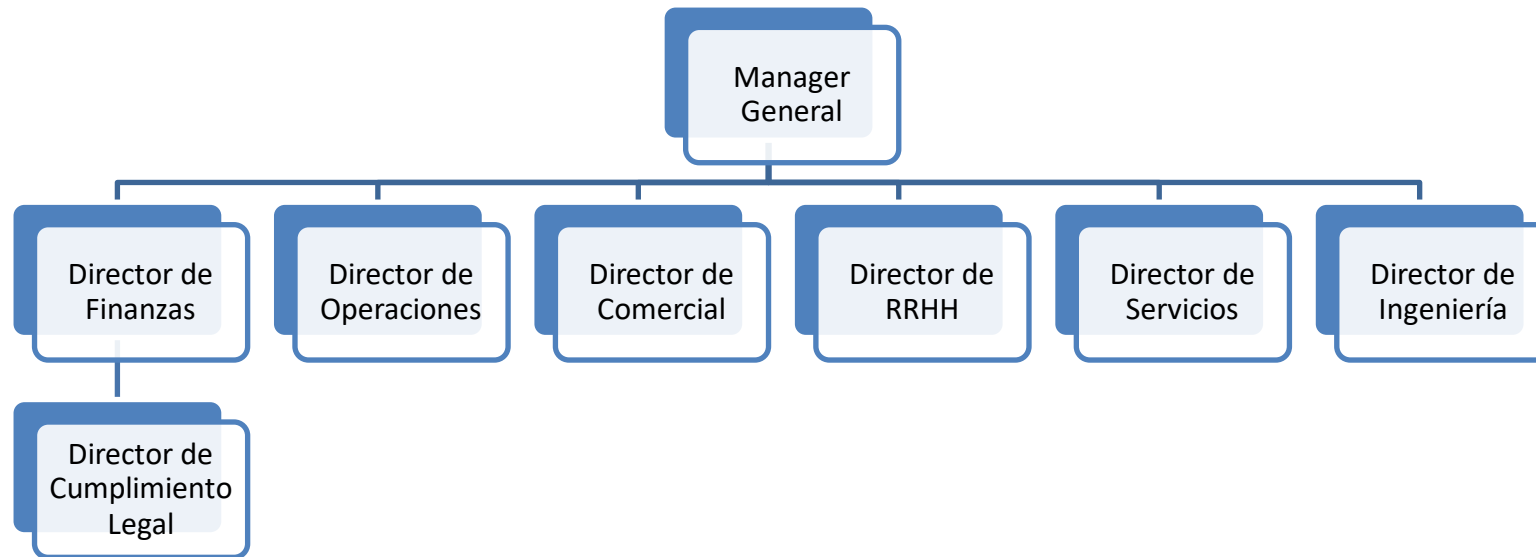 Manager
General
Director de
Finanzas
Director de
Operaciones
Director de
Comercial
Director de
RRHH
Director de
Servicios
Director de
Ingeniería
Director de
Cumplimiento
Legal